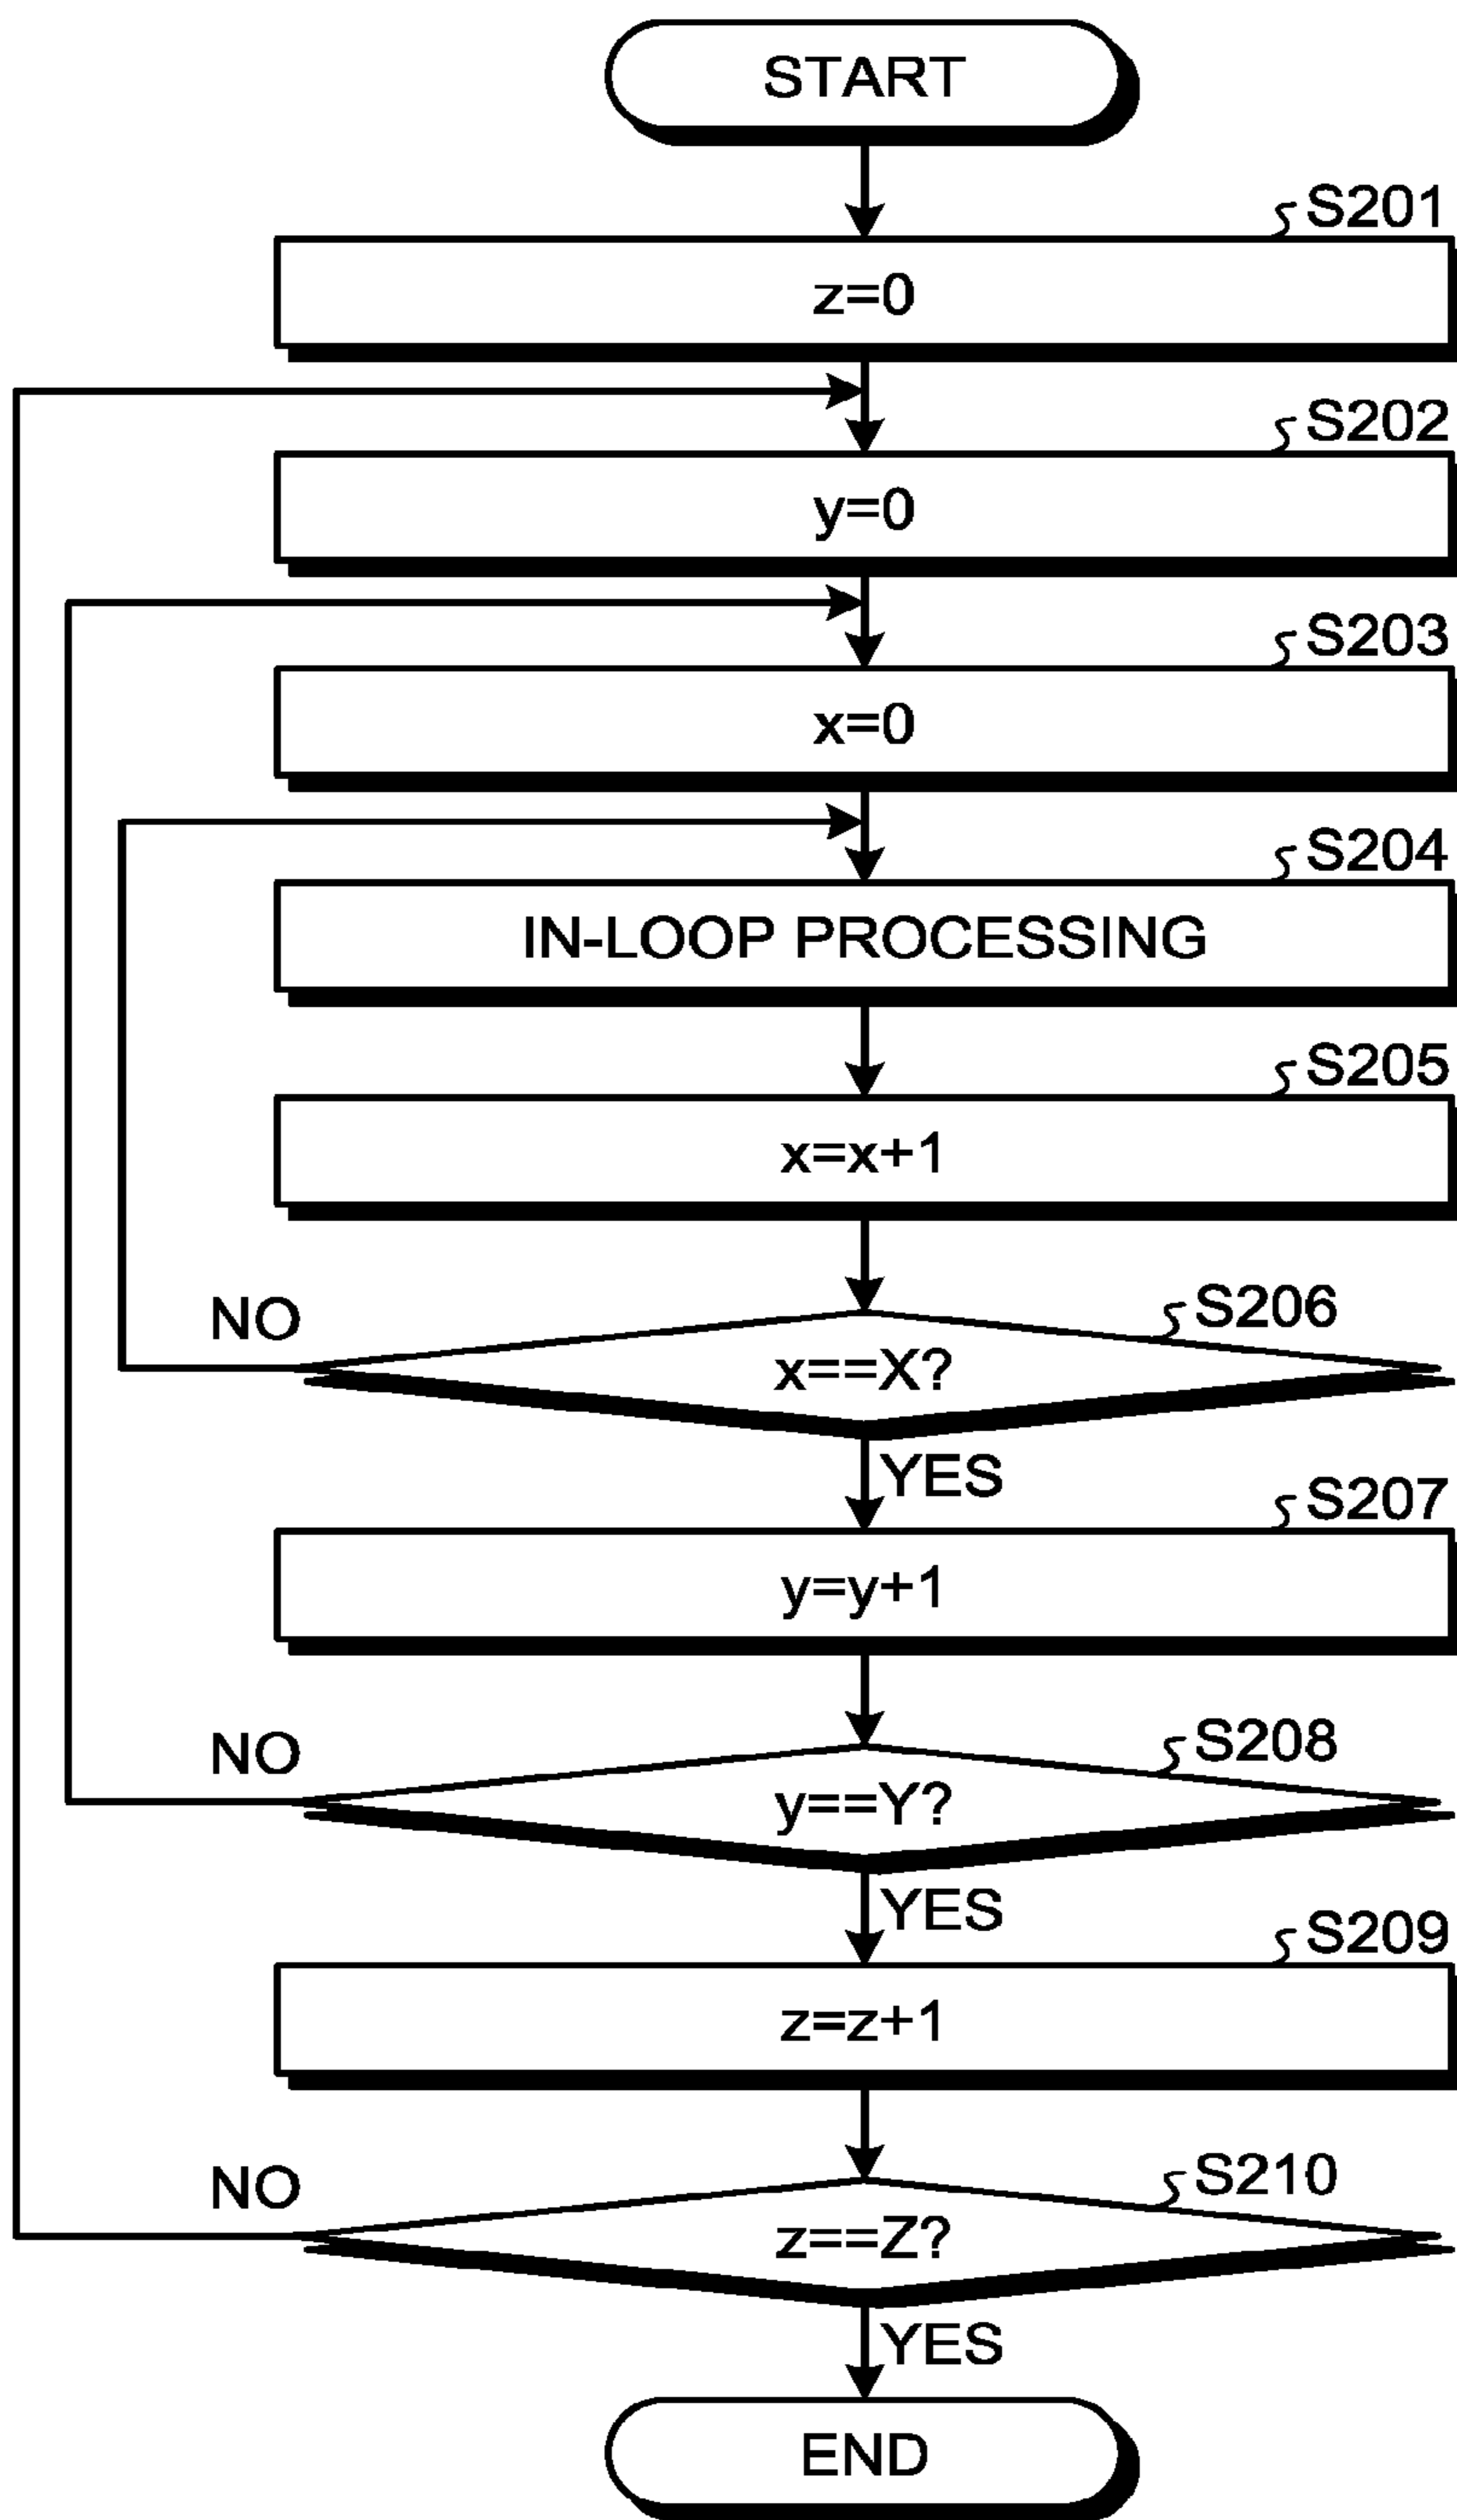 START
S201
z=0
S202
y=0
S203
x=0
S204
IN-LOOP PROCESSING
S205
x=x+1
S206
NO
x==X?
YES
S207
y=y+1
S208
NO
y==Y?
YES
S209
z=z+1
S210
NO
z==Z?
YES
END